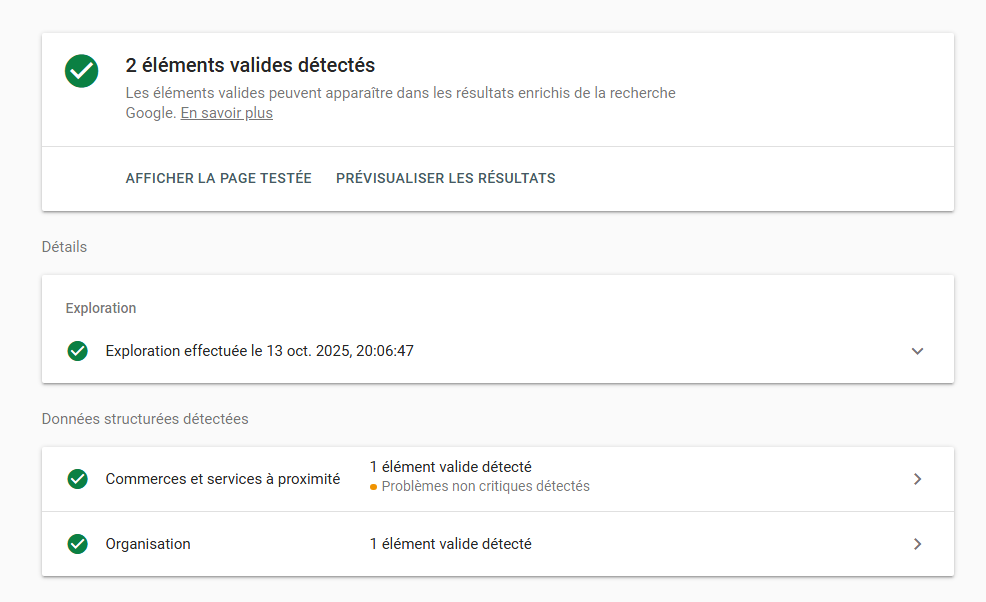 2 éléments valides détectés
Les éléments valides peuvent apparaître dans les résultats enrichis de la recherche
Google. En savoir plus
AFFICHER LA PAGE TESTÉE PRÉVISUALISER LES RÉSULTATS
Détails
Exploration
Exploration effectuée le 13 oct. 2025, 20:06:47
Données structurées détectées
Commerces et services à proximité
1 élément valide détecté
Problèmes non critiques détectés
Organisation
1 élément valide détecté